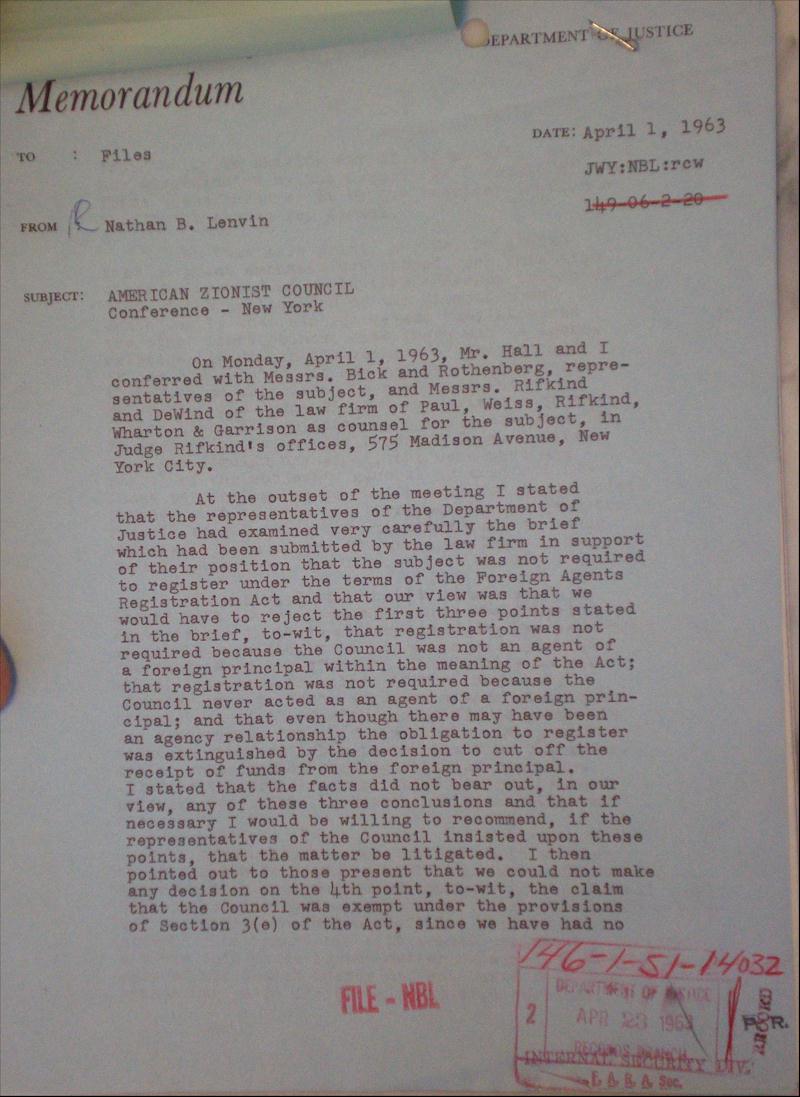 DEPARTMENT OF JUSTICE
Memorandum
DATE: April 1, 1963
TO : Files
JWY:NBL:rcw
149-06-2-20
FROM Nathan B. Lenvin
SUBJECT: AMERICAN ZIONIST COUNCIL
Conference - New York
On Monday, April 1, 1963, Mr. Hall and I
conferred with Messrs. Bick and Rothenberg, repre-
sentatives of the subject, and Messrs. Rifkind
and DeWind of the law firm of Paul, Weiss, Rifkind,
Wharton & Garrison as counsel for the subject, in
Judge Rifkind's offices, 575 Madison Avenue, New
York City.
At the outset of the meeting I stated
that the representatives of the Department of
Justice had examined very carefully the brief
which had been submitted by the law firm in support
of their position that the subject was not required
to register under the terms of the Foreign Agents
Registration Act and that our view was that we
would have to reject the first three points stated
in the brief, to-wit, that registration was not
required because the Council was not an agent of
a foreign principal within the meaning of the Act;
that registration was not required because the
Council never acted as an agent of a foreign prin-
cipal; and that even though there may have been
an agency relationship the obligation to register
was extinguished by the decision to cut off the
receipt of funds from the foreign principal.
I stated that the facts did not bear out, in our
view, any of these three conclusions and that if
necessary I would be willing to recommend, if the
representatives of the Council insisted upon these
points, that the matter be litigated. I then
pointed out to those present that we could not make
any decision on the 4th point, to-wit, the claim
that the Council was exempt under the provisions
of Section 3(e) of the Act, since we have had no
146-1-51-14032
FILE - NBL
DEPARTMENT OF JUSTICE
2 APR 23 1963
RECORD
RECORDS BRANCH
INTERNAL SECURITY DIV.
F. A. R. A. Sec.